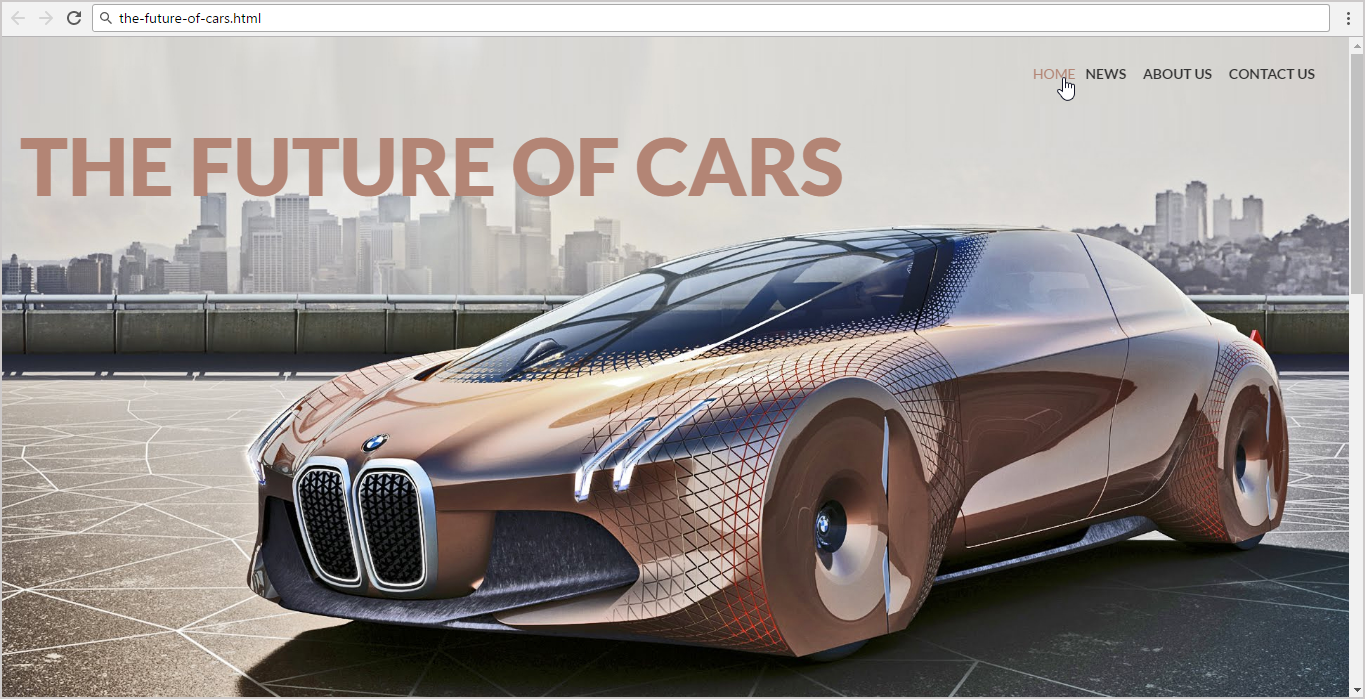 the-future-of-cars.html
HOME NEWS ABOUT US CONTACT US
THE FUTURE OF CARS